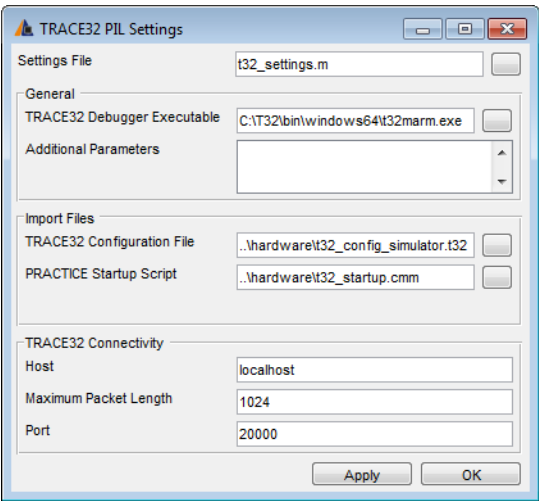 TRACE32 PIL Settings
Settings File t32_settings.m
General
TRACE32 Debugger Executable C:\T32\bin\windows64\t32marm.exe
Additional Parameters
Import Files
TRACE32 Configuration File ..\hardware\t32_config_simulator.t32
PRACTICE Startup Script ..\hardware\t32_startup.cmm
TRACE32 Connectivity
Host localhost
Maximum Packet Length 1024
Port 20000
Apply OK